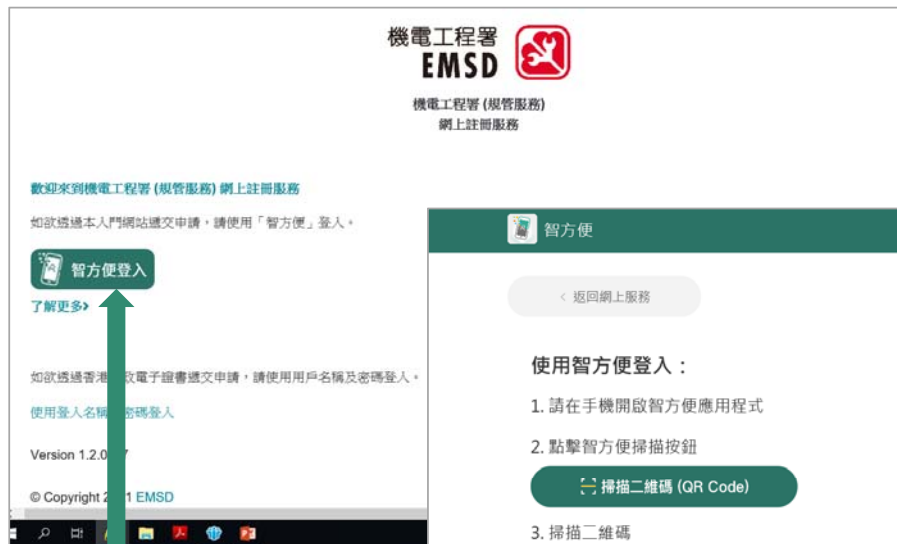 機電工程署
EMSD
機電工程署 (規管服務)
網上註冊服務
歡迎來到機電工程署 (規管服務) 網上註冊服務
如欲透過本入門網站遞交申請，請使用「智方便」登入。
智方便登入
了解更多›
如欲透過香港 政電子證書遞交申請，請使用用戶名稱及密碼登入。
使用登入名稱 密碼登入
Version 1.2.0 7
© Copyright 2 1 EMSD
智方便
‹ 返回網上服務
使用智方便登入：
1. 請在手機開啟智方便應用程式
2. 點擊智方便掃描按鈕
掃描二維碼 (QR Code)
3. 掃描二維碼